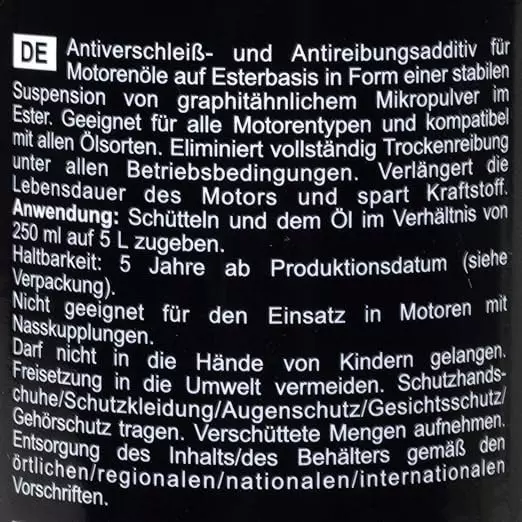 DE Antiverschleiß- und Antireibungsadditiv für
Motorenöle auf Esterbasis in Form einer stabilen
Suspension von graphitähnlichem Mikropulver im
Ester. Geeignet für alle Motorentypen und kompatibel
mit allen Ölsorten. Eliminiert vollständig Trockenreibung
unter allen Betriebsbedingungen. Verlängert die
Lebensdauer des Motors und spart Kraftstoff.
Anwendung: Schütteln und dem Öl im Verhältnis von
250 ml auf 5 L zugeben.
Haltbarkeit: 5 Jahre ab Produktionsdatum (siehe
Verpackung).
Nicht geeignet für den Einsatz in Motoren mit
Nasskupplungen.
Darf nicht in die Hände von Kindern gelangen.
Freisetzung in die Umwelt vermeiden. Schutzhands-
chuhe/Schutzkleidung/Augenschutz/Gesichtsschutz/
Gehörschutz tragen. Verschüttete Mengen aufnehmen.
Entsorgung des Inhalts/des Behälters gemäß den
örtlichen/regionalen/nationalen/internationalen
Vorschriften.